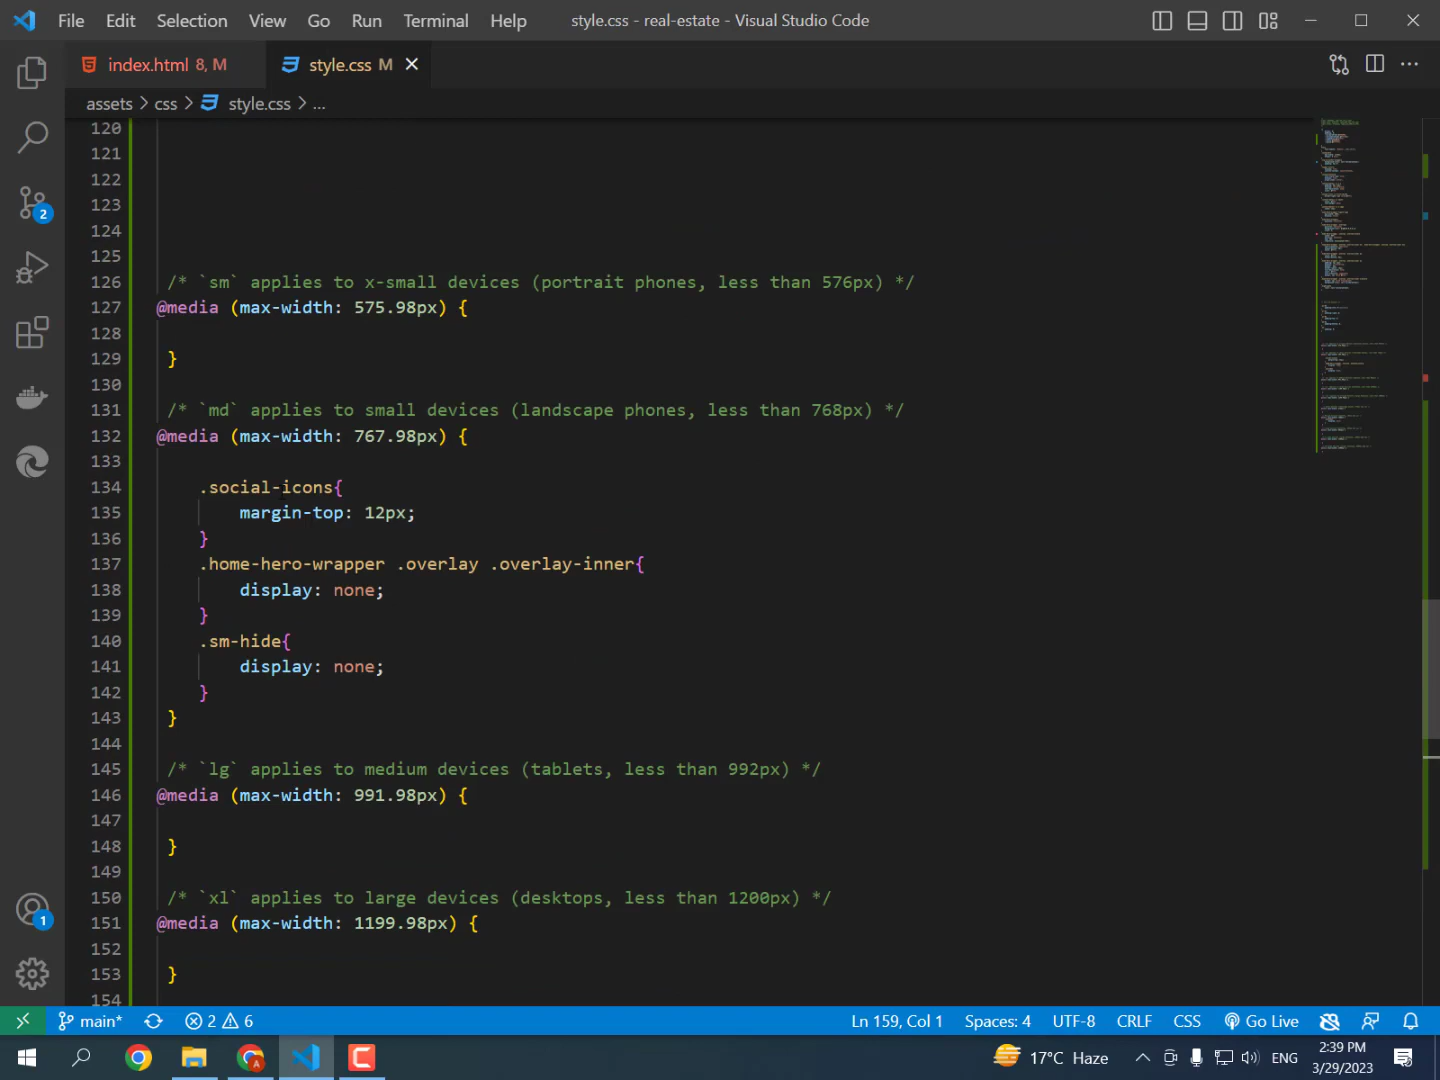 File Edit Selection View Go Run Terminal Help
style.css - real-estate - Visual Studio Code
index.html 8, M
style.css M
assets > css > style.css > ...
120
121
122
123
124
125
126 /* `sm` applies to x-small devices (portrait phones, less than 576px) */
127 @media (max-width: 575.98px) {
128
129 }
130
131 /* `md` applies to small devices (landscape phones, less than 768px) */
132 @media (max-width: 767.98px) {
133
134 .social-icons{
135 margin-top: 12px;
136 }
137 .home-hero-wrapper .overlay .overlay-inner{
138 display: none;
139 }
140 .sm-hide{
141 display: none;
142 }
143 }
144
145 /* `lg` applies to medium devices (tablets, less than 992px) */
146 @media (max-width: 991.98px) {
147
148 }
149
150 /* `xl` applies to large devices (desktops, less than 1200px) */
151 @media (max-width: 1199.98px) {
152
153 }
154
2
1
main* 2 6 Ln 159, Col 1 Spaces: 4 UTF-8 CRLF CSS Go Live
17°C Haze ENG 2:39 PM
3/29/2023